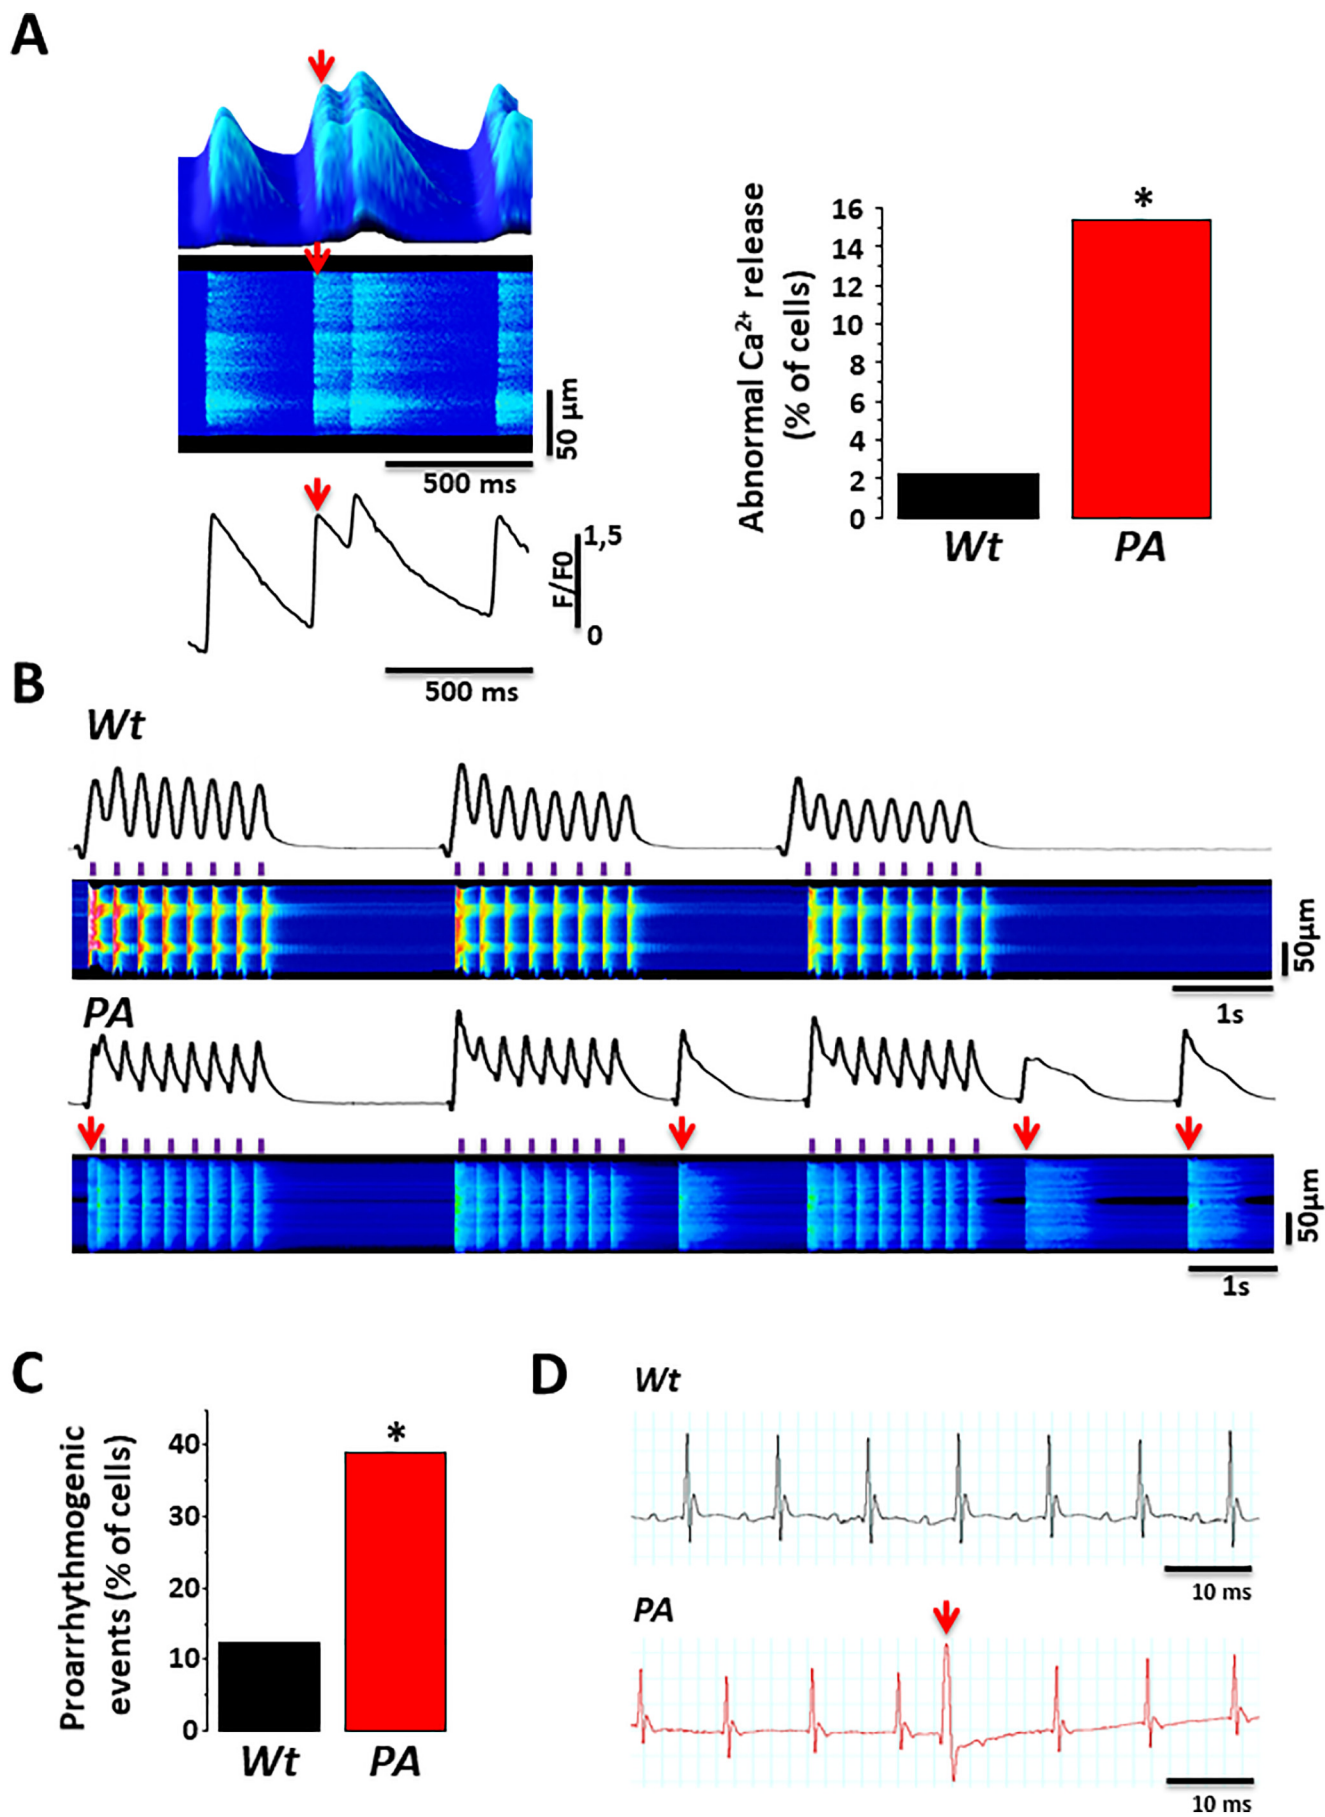 A
50 µm
500 ms
1,5
F/F0
0
500 ms
Abnormal Ca²⁺ release
(% of cells)
16
14
12
10
8
6
4
2
0
*
Wt
PA
B
Wt
50µm
1s
PA
50µm
1s
C
Proarrhythmogenic
events (% of cells)
40
30
20
10
0
*
Wt
PA
D
Wt
10 ms
PA
10 ms